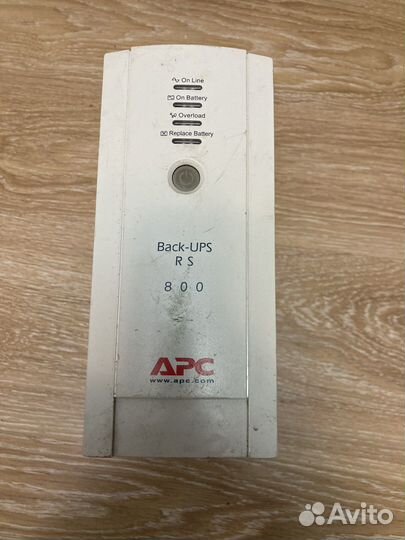 On Line
On Battery
Overload
Replace Battery
Back-UPS
RS
800
APC
www.apc.com
Avito